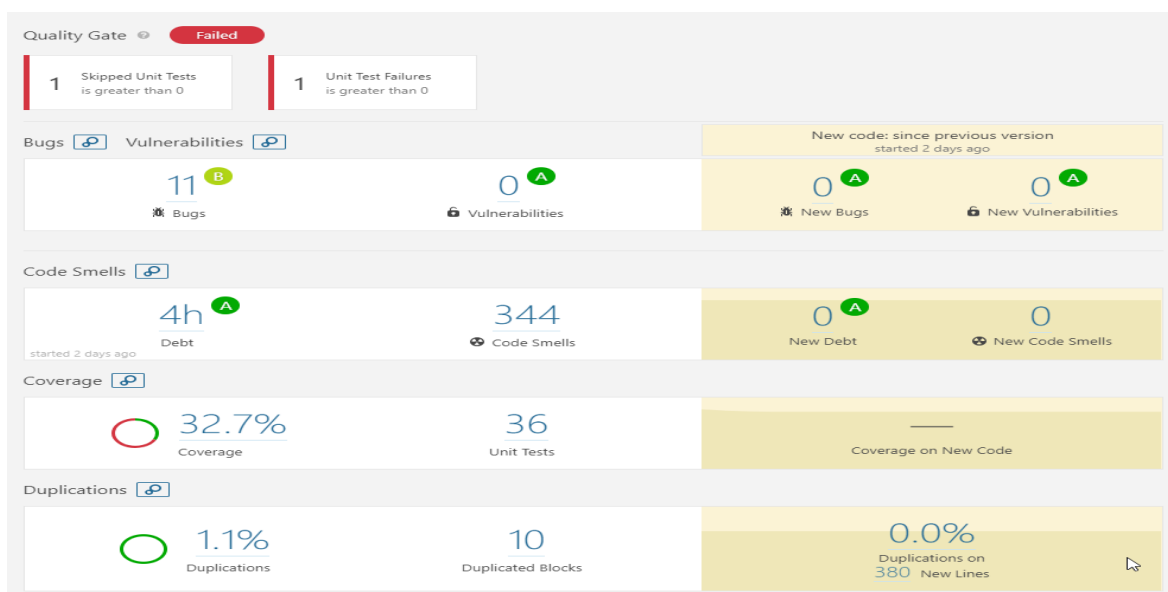 Quality Gate ? Failed
1 Skipped Unit Tests
is greater than 0
1 Unit Test Failures
is greater than 0
Bugs Vulnerabilities
New code: since previous version
started 2 days ago
11 B
Bugs
0 A
Vulnerabilities
0 A
New Bugs
0 A
New Vulnerabilities
Code Smells
4h A
Debt
started 2 days ago
344
Code Smells
0 A
New Debt
0
New Code Smells
Coverage
32.7%
Coverage
36
Unit Tests
—
Coverage on New Code
Duplications
1.1%
Duplications
10
Duplicated Blocks
0.0%
Duplications on
380 New Lines